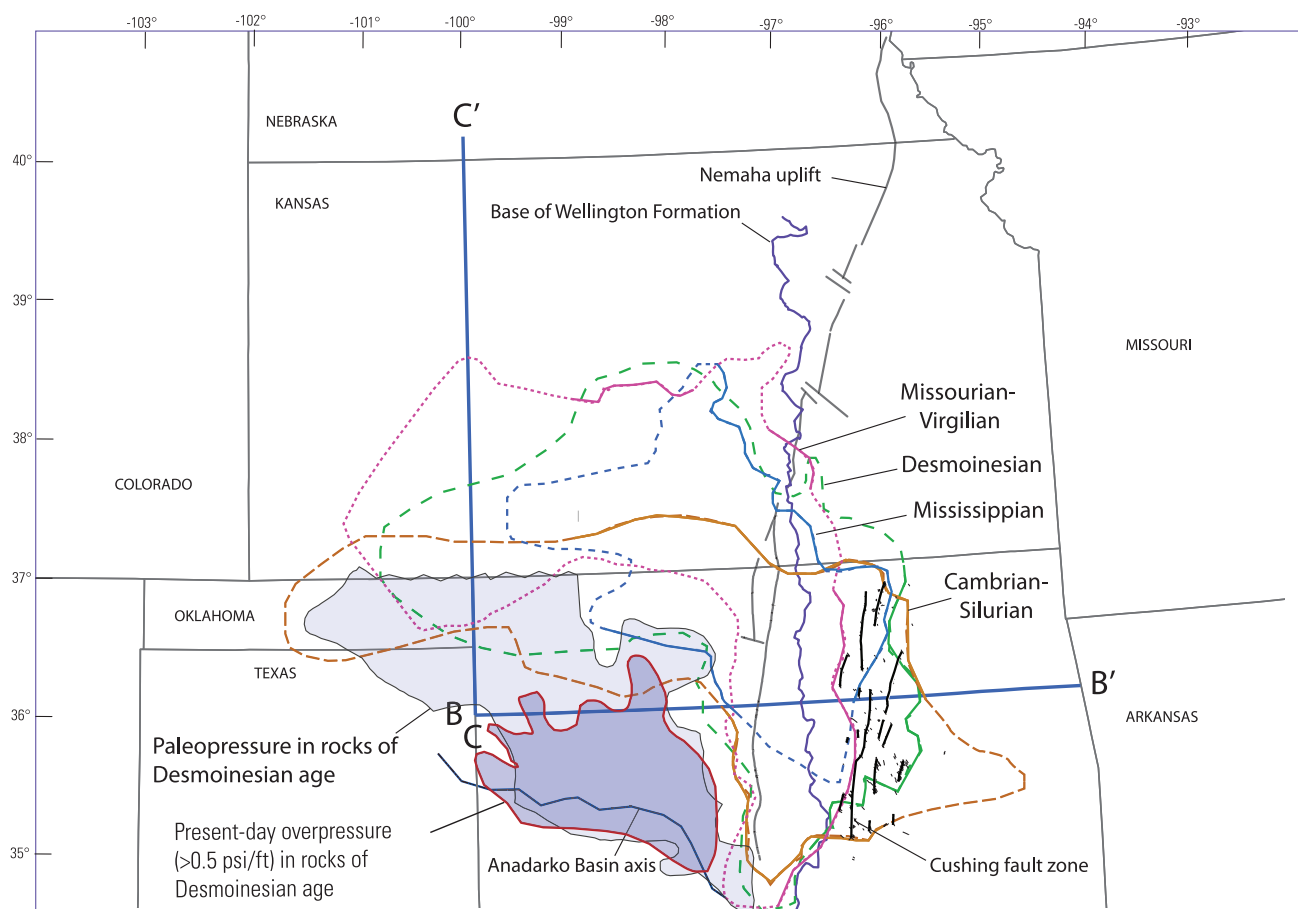 -103° -102° -101° -100° -99° -98° -97° -96° -95° -94° -93°
C’
NEBRASKA
40°
Nemaha uplift
KANSAS
Base of Wellington Formation
39°
MISSOURI
Missourian-
Virgilian
38°
Desmoinesian
COLORADO
Mississippian
37°
Cambrian-
Silurian
OKLAHOMA
TEXAS
B’
36°
B
ARKANSAS
C
Paleopressure in rocks of
Desmoinesian age
Present-day overpressure
(>0.5 psi/ft) in rocks of
Desmoinesian age
35°
Anadarko Basin axis
Cushing fault zone